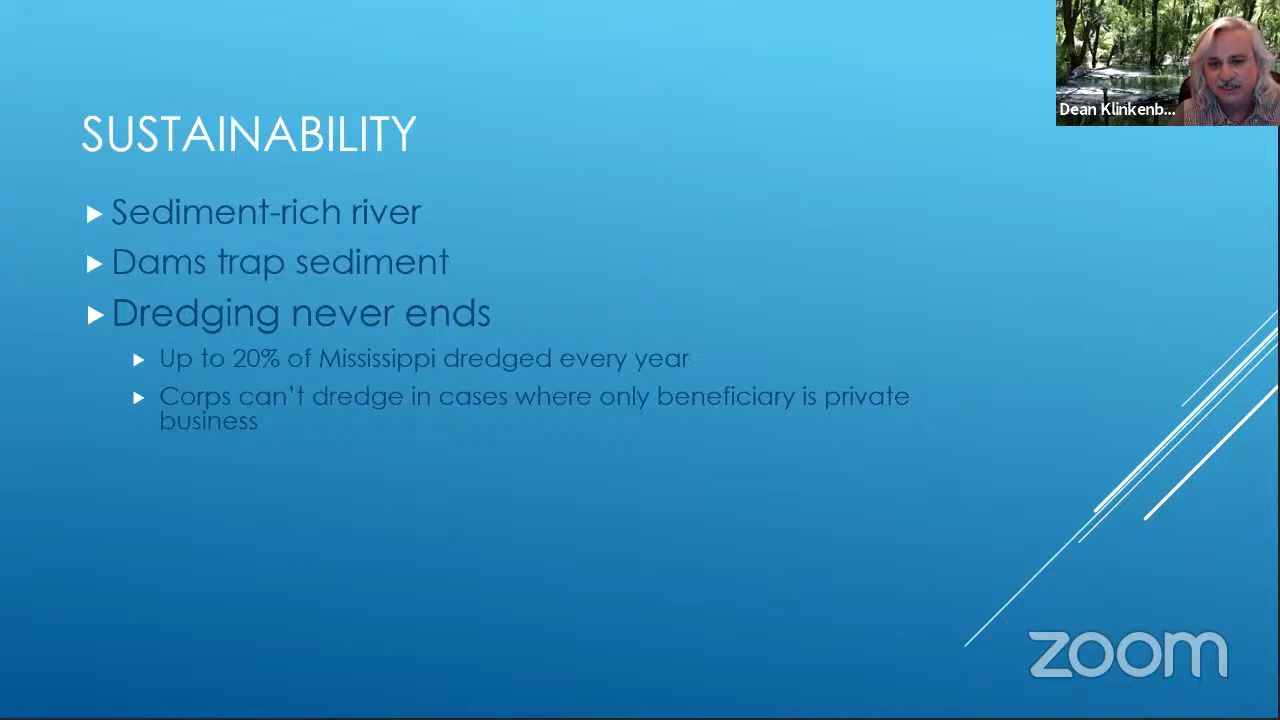 Dean Klinkenb...
SUSTAINABILITY
Sediment-rich river
Dams trap sediment
Dredging never ends
Up to 20% of Mississippi dredged every year
Corps can't dredge in cases where only beneficiary is private
business
zoom